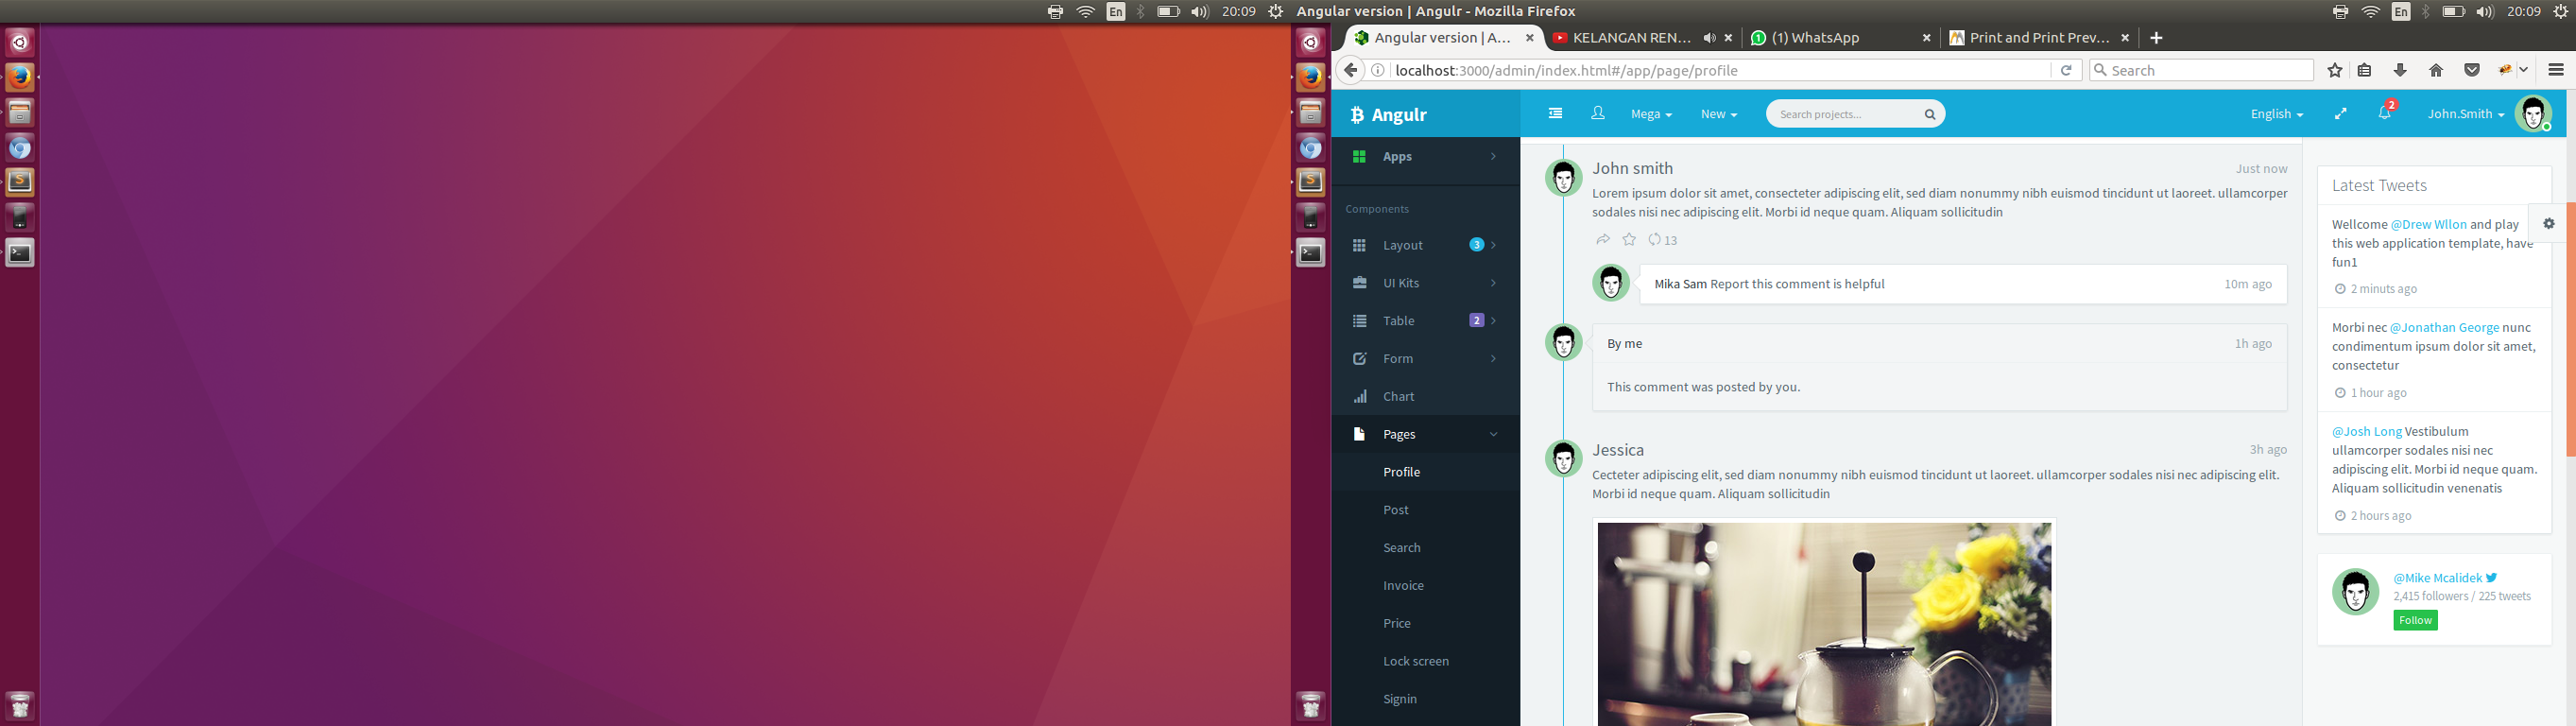 En
20:09
Angular version | Angulr - Mozilla Firefox
En
20:09
Angular version | A...
KELANGAN REN...
(1) WhatsApp
Print and Print Prev...
localhost:3000/admin/index.html#/app/page/profile
Search
Angulr
Mega
New
Search projects...
English
2
John.Smith
Apps
Components
Layout
3
UI Kits
Table
2
Form
Chart
Pages
Profile
Post
Search
Invoice
Price
Lock screen
Signin
John smith
Just now
Lorem ipsum dolor sit amet, consecteter adipiscing elit, sed diam nonummy nibh euismod tincidunt ut laoreet. ullamcorper
sodales nisi nec adipiscing elit. Morbi id neque quam. Aliquam sollicitudin
13
Mika Sam Report this comment is helpful
10m ago
By me
1h ago
This comment was posted by you.
Jessica
3h ago
Cecteter adipiscing elit, sed diam nonummy nibh euismod tincidunt ut laoreet. ullamcorper sodales nisi nec adipiscing elit.
Morbi id neque quam. Aliquam sollicitudin
Latest Tweets
Wellcome @Drew Wllon and play
this web application template, have
fun1
2 minuts ago
Morbi nec @Jonathan George nunc
condimentum ipsum dolor sit amet,
consectetur
1 hour ago
@Josh Long Vestibulum
ullamcorper sodales nisi nec
adipiscing elit. Morbi id neque quam.
Aliquam sollicitudin venenatis
2 hours ago
@Mike Mcalidek
2,415 followers / 225 tweets
Follow